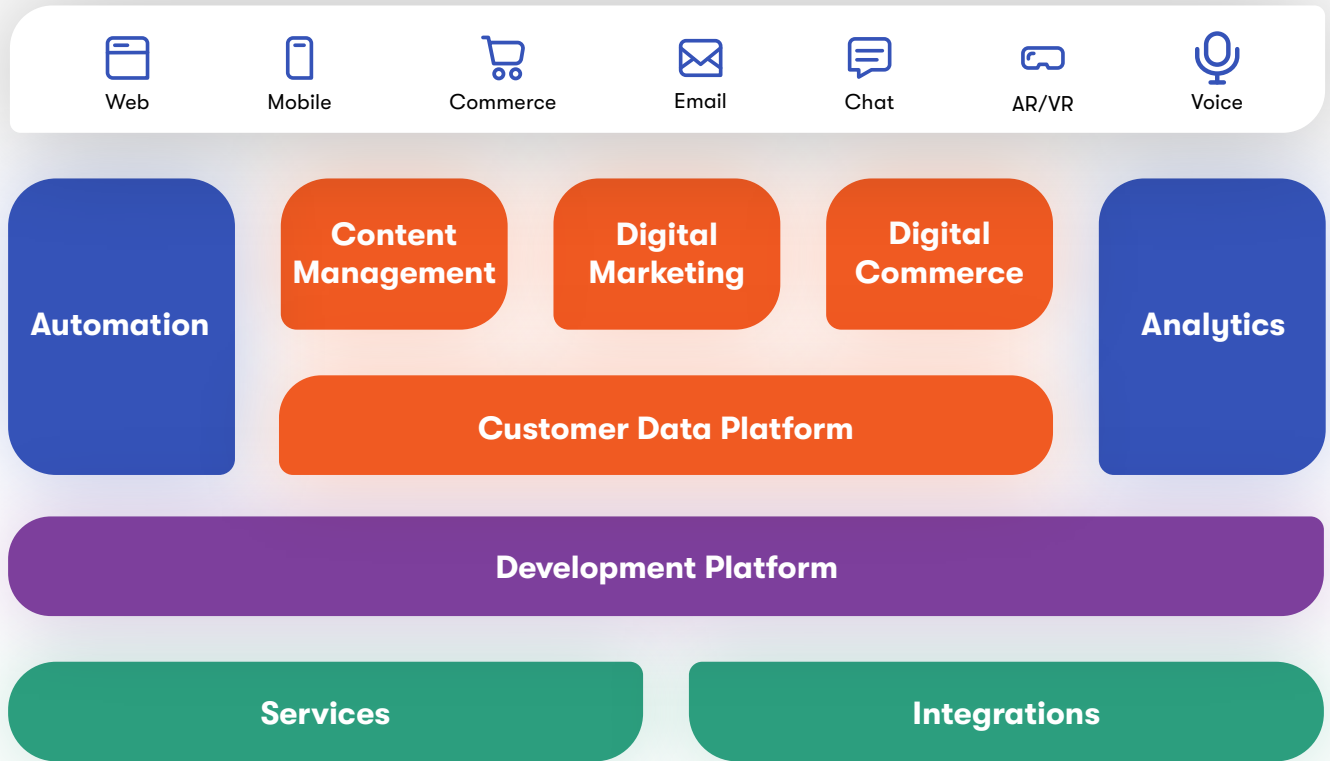 Web
Mobile
Commerce
Email
Chat
AR/VR
Voice
Automation
Content
Management
Digital
Marketing
Digital
Commerce
Analytics
Customer Data Platform
Development Platform
Services
Integrations